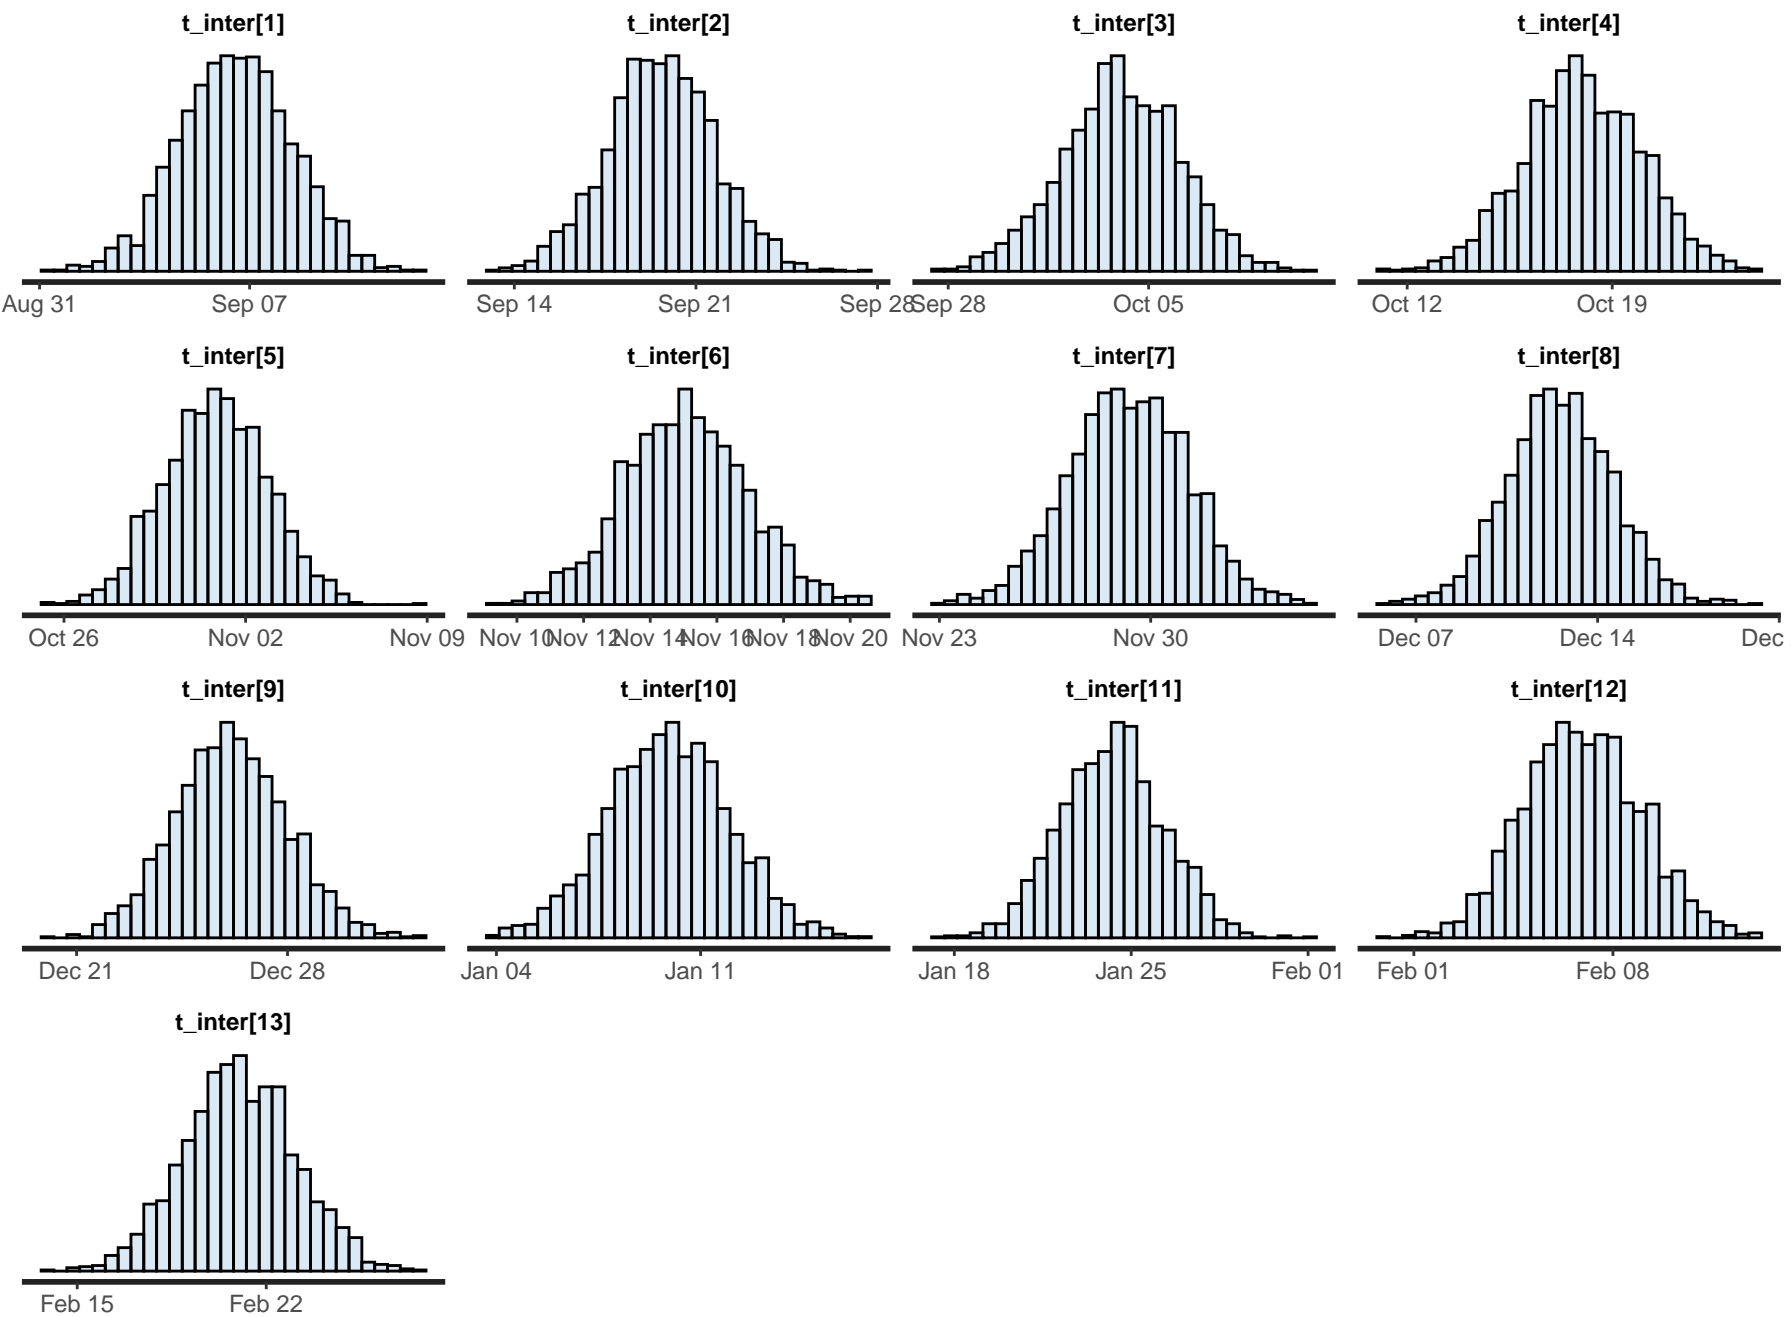 t_inter[1] t_inter[2] t_inter[3] t_inter[4]
Aug 31 Sep 07 Sep 14 Sep 21 Sep 28 Sep 28 Oct 05 Oct 12 Oct 19
t_inter[5] t_inter[6] t_inter[7] t_inter[8]
Oct 26 Nov 02 Nov 09 Nov 10 Nov 12 Nov 14 Nov 16 Nov 18 Nov 20 Nov 23 Nov 30 Dec 07 Dec 14 Dec
t_inter[9] t_inter[10] t_inter[11] t_inter[12]
Dec 21 Dec 28 Jan 04 Jan 11 Jan 18 Jan 25 Feb 01 Feb 01 Feb 08
t_inter[13]
Feb 15 Feb 22